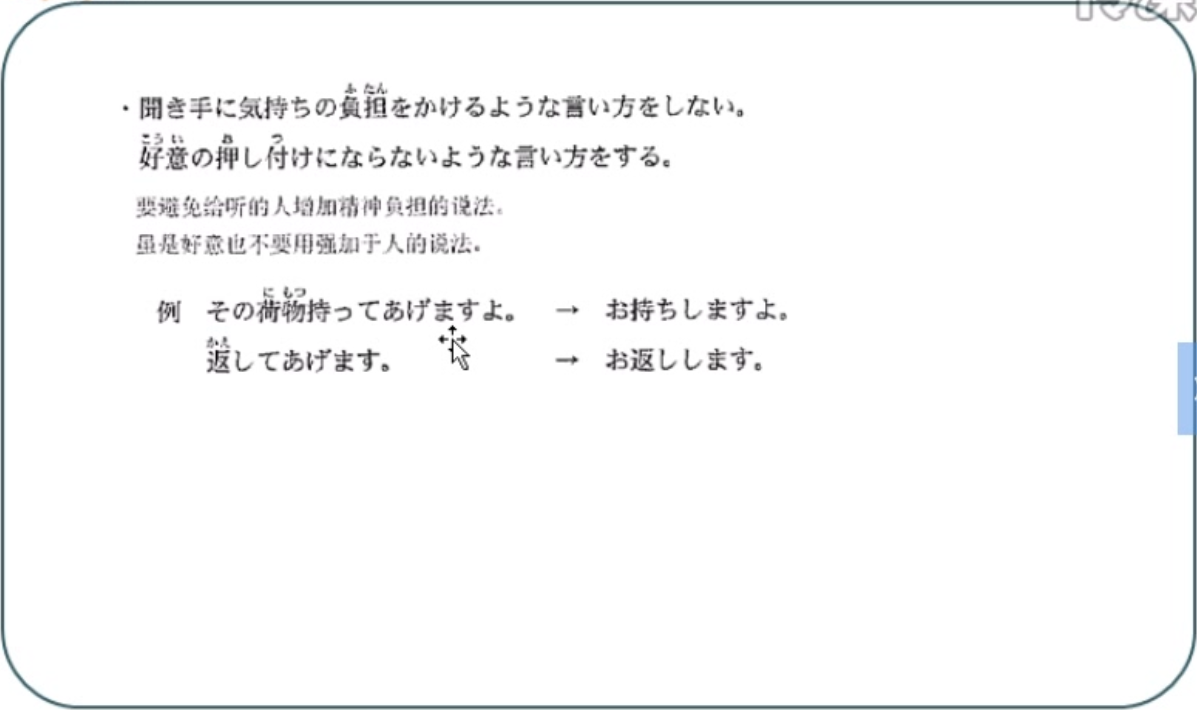 ・聞き手に気持ちの負担をかけるような言い方をしない。
好意の押し付けにならないような言い方をする。
要避免给听的人增加精神负担的说法。
虽是好意也不要用强加于人的说法。
例 その荷物持ってあげますよ。 → お持ちしますよ。
返してあげます。 → お返しします。